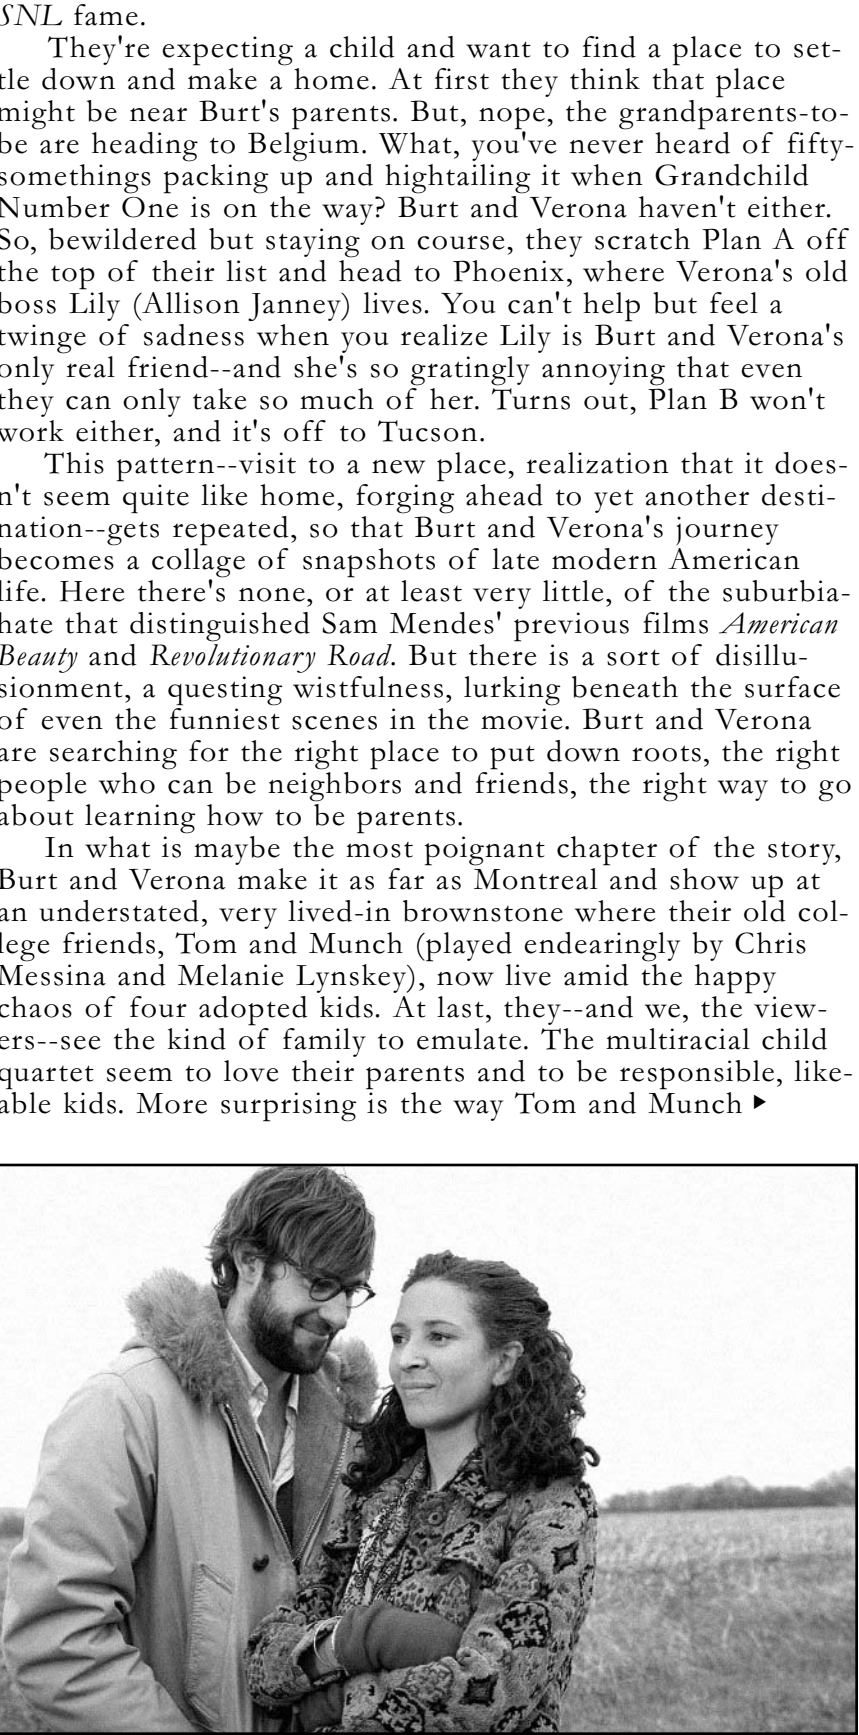 SNL fame.
They're expecting a child and want to find a place to set-
tle down and make a home. At first they think that place
might be near Burt's parents. But, nope, the grandparents-to-
be are heading to Belgium. What, you've never heard of fifty-
somethings packing up and hightailing it when Grandchild
Number One is on the way? Burt and Verona haven't either.
So, bewildered but staying on course, they scratch Plan A off
the top of their list and head to Phoenix, where Verona's old
boss Lily (Allison Janney) lives. You can't help but feel a
twinge of sadness when you realize Lily is Burt and Verona's
only real friend--and she's so gratingly annoying that even
they can only take so much of her. Turns out, Plan B won't
work either, and it's off to Tucson.
This pattern--visit to a new place, realization that it does-
n't seem quite like home, forging ahead to yet another desti-
nation--gets repeated, so that Burt and Verona's journey
becomes a collage of snapshots of late modern American
life. Here there's none, or at least very little, of the suburbia-
hate that distinguished Sam Mendes' previous films American
Beauty and Revolutionary Road. But there is a sort of disillu-
sionment, a questing wistfulness, lurking beneath the surface
of even the funniest scenes in the movie. Burt and Verona
are searching for the right place to put down roots, the right
people who can be neighbors and friends, the right way to go
about learning how to be parents.
In what is maybe the most poignant chapter of the story,
Burt and Verona make it as far as Montreal and show up at
an understated, very lived-in brownstone where their old col-
lege friends, Tom and Munch (played endearingly by Chris
Messina and Melanie Lynskey), now live amid the happy
chaos of four adopted kids. At last, they--and we, the view-
ers--see the kind of family to emulate. The multiracial child
quartet seem to love their parents and to be responsible, like-
able kids. More surprising is the way Tom and Munch ▶